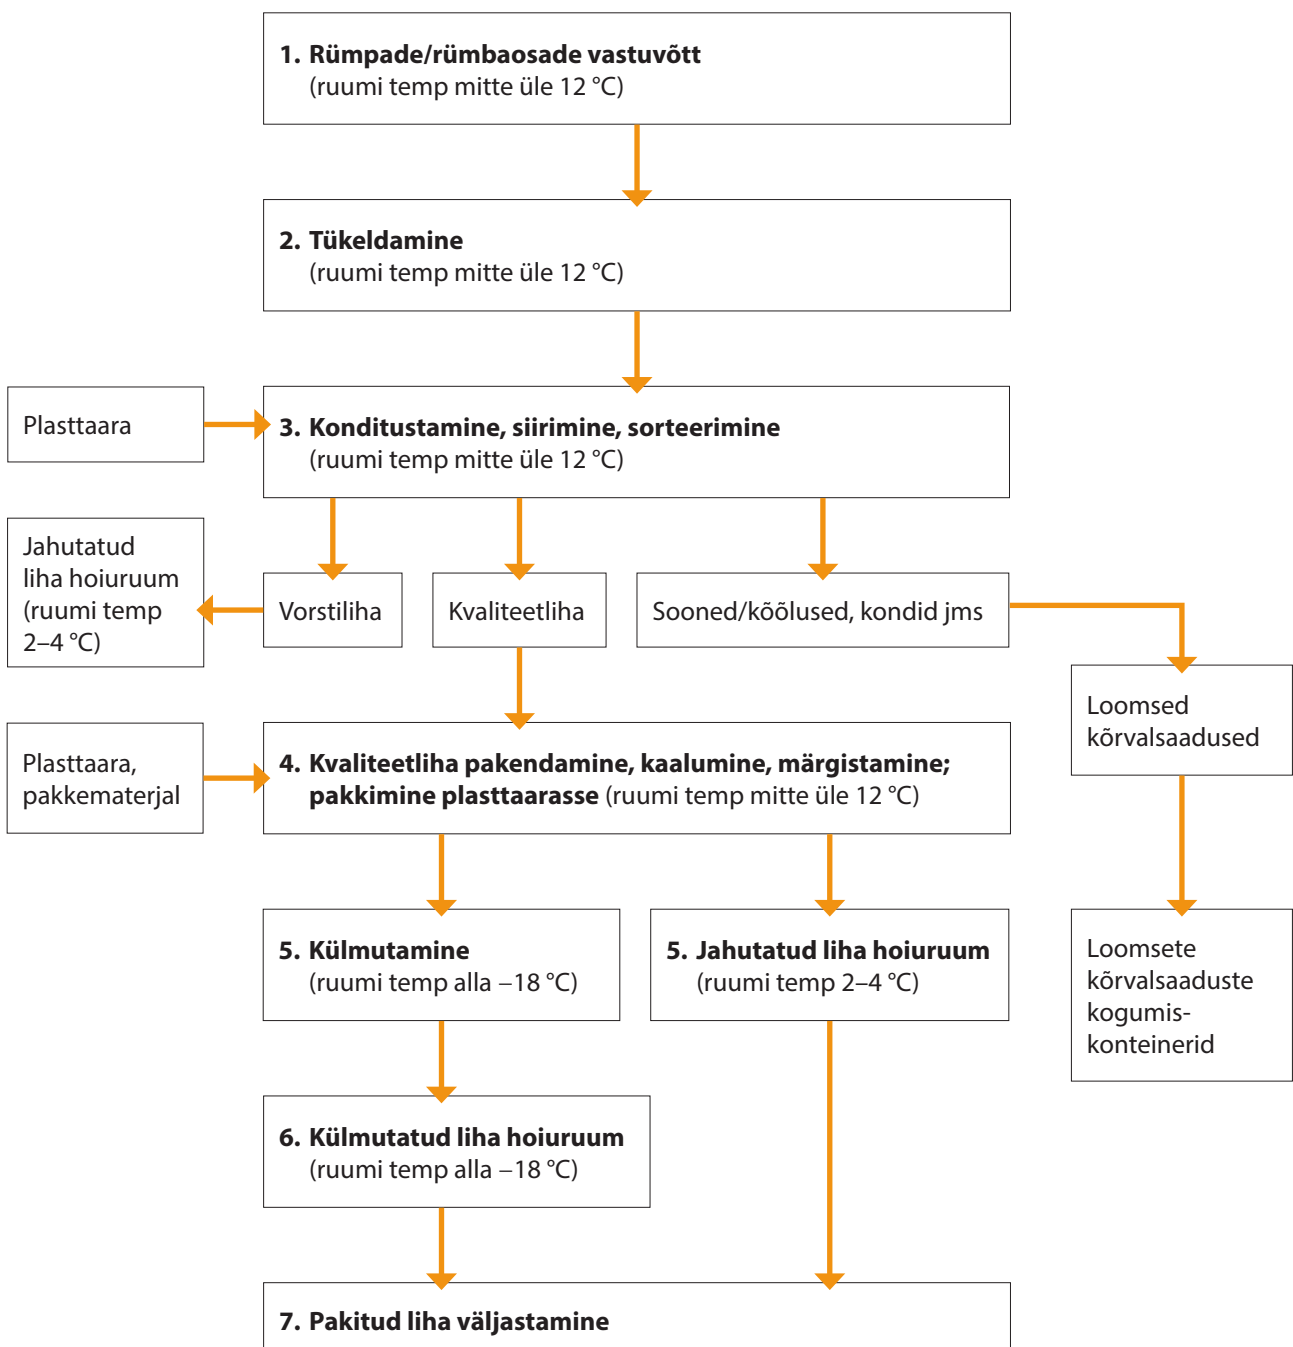 1. Rümpade/rümbaosade vastuvõtt
(ruumi temp mitte üle 12 °C)
2. Tükeldamine
(ruumi temp mitte üle 12 °C)
Plasttaara
3. Konditustamine, siirimine, sorteerimine
(ruumi temp mitte üle 12 °C)
Jahutatud
liha hoiuruum
(ruumi temp
2–4 °C)
Vorstiliha
Kvaliteetliha
Sooned/kõõlused, kondid jms
Loomsed
kõrvalsaadused
Plasttaara,
pakkematerjal
4. Kvaliteetliha pakendamine, kaalumine, märgistamine;
pakkimine plasttaarasse (ruumi temp mitte üle 12 °C)
5. Külmutamine
(ruumi temp alla –18 °C)
5. Jahutatud liha hoiuruum
(ruumi temp 2–4 °C)
Loomsete
kõrvalsaaduste
kogumis-
konteinerid
6. Külmutatud liha hoiuruum
(ruumi temp alla –18 °C)
7. Pakitud liha väljastamine